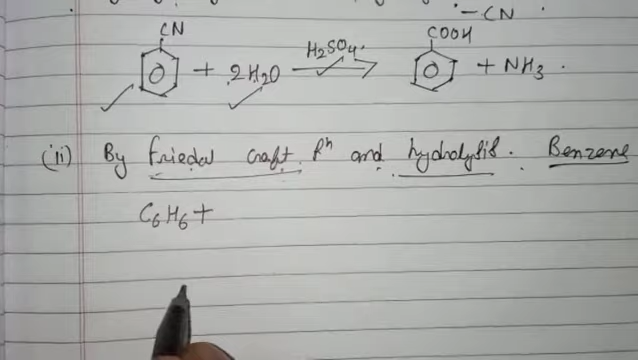 - CN
CN
COOH
+ 2H2O H2SO4 + NH3.
(ii) By Friedal craft rn and hydrolysis. Benzene
C6H6 +